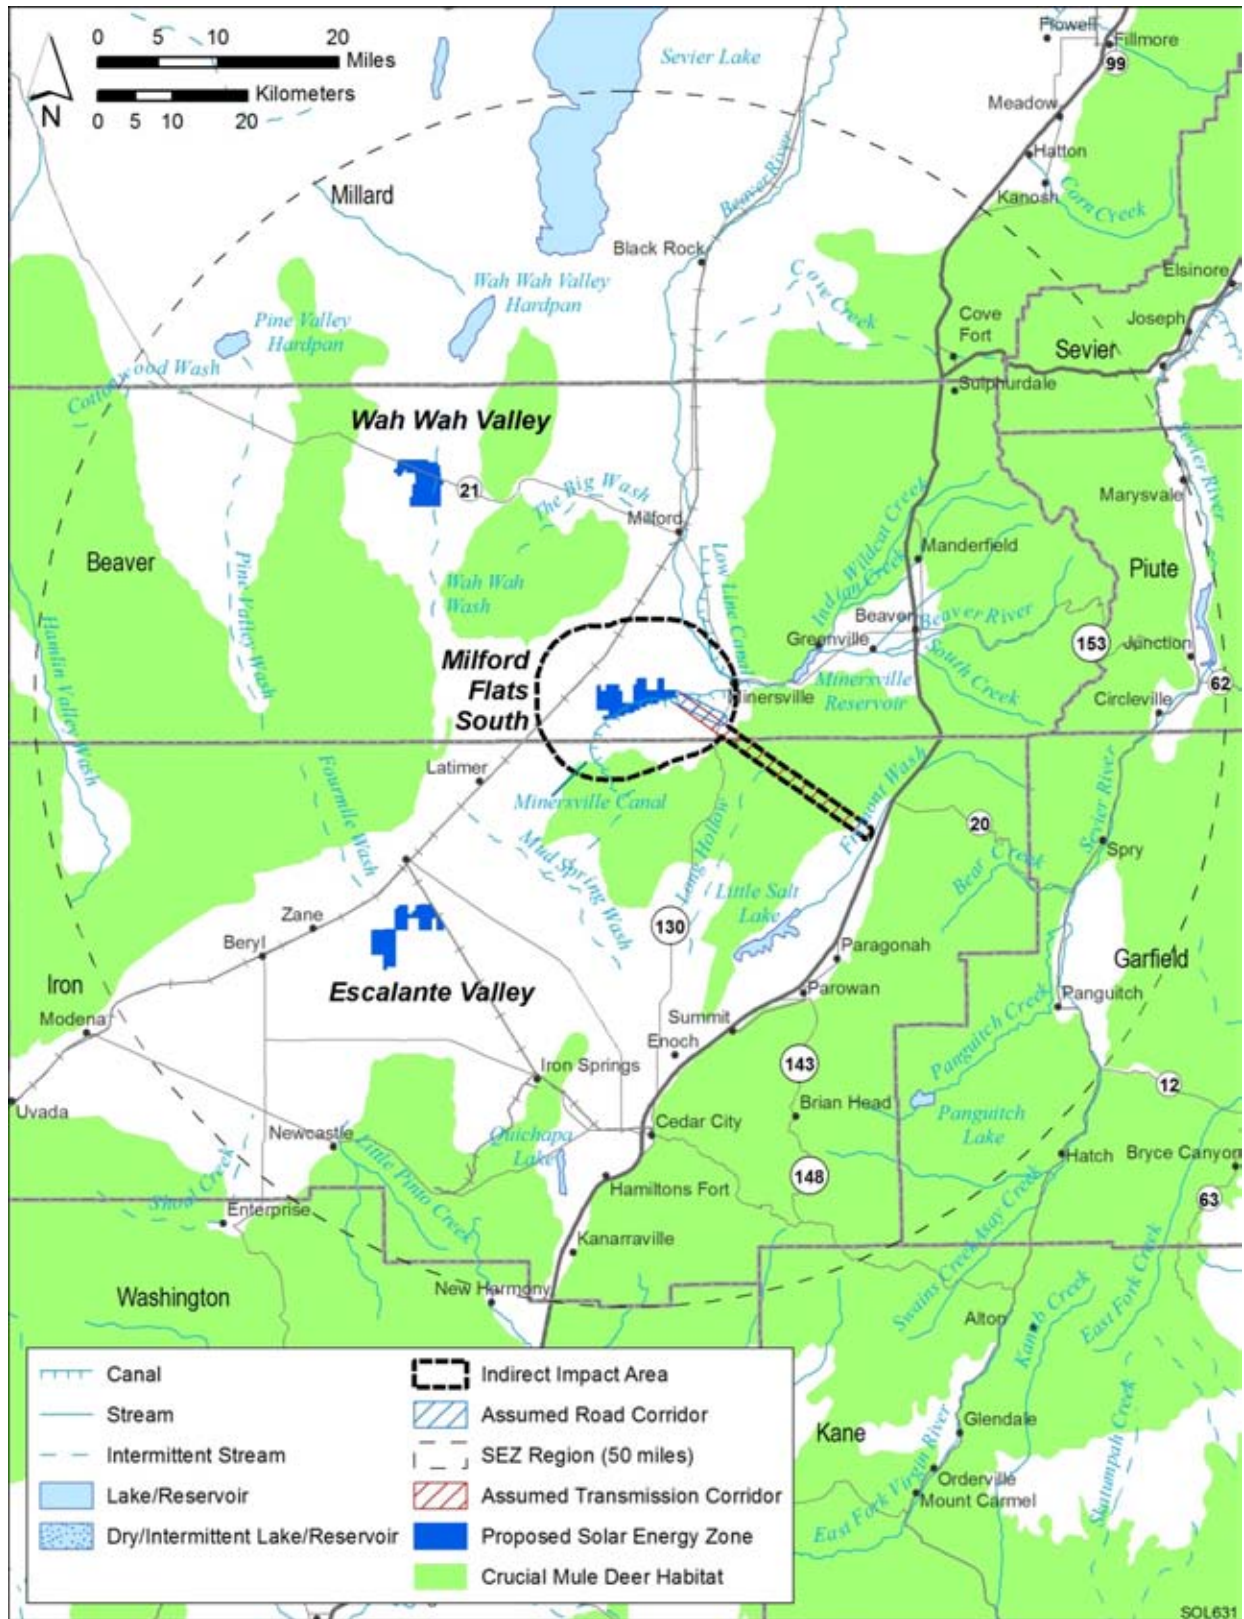 0 5 10 20
Miles
Kilometers
0 5 10 20
N
Sevier Lake
Flowell
Fillmore
99
Meadow
Hatton
Kanosh
Corn Creek
Beaver River
Millard
Black Rock
Wah Wah Valley
Hardpan
Pine Valley
Hardpan
Cove Creek
Cove
Fort
Elsinore
Joseph
Sevier
Sulphurdale
Cottonwood Wash
Wah Wah Valley
21
The Big Wash
Milford
Sevier River
Marysvale
Wildcat Creek
Indian Creek
Manderfield
Low Line Canal
Beaver
Pine Valley Wash
Wah Wah
Wash
Piute
Beaver
Beaver River
Greenville
South Creek
153
Junction
Hamlin Valley Wash
Milford
Flats
South
Minersville
Minersville
Reservoir
62
Circleville
Latimer
Minersville Canal
Fourmile Wash
Mud Spring Wash
Long Hollow
Fremont Wash
20
Sevier River
Spry
Bear Creek
Little Salt
Lake
130
Zane
Beryl
Paragonah
Garfield
Iron
Escalante Valley
Parowan
Panguitch
Modena
Summit
Enoch
Panguitch Creek
Iron Springs
143
12
Uvada
Brian Head
Panguitch
Lake
Newcastle
Cedar City
Quichapa
Lake
Hatch
Bryce Canyon
Shoal Creek
Little Pinto Creek
148
Hamiltons Fort
63
Enterprise
Asay Creek
Kanarraville
Swains Creek
East Fork Creek
Washington
New Harmony
Kanab Creek
Alton
Skutumpah Creek
Glendale
Kane
East Fork Virgin River
Orderville
Mount Carmel
Canal
Stream
Intermittent Stream
Lake/Reservoir
Dry/Intermittent Lake/Reservoir
Indirect Impact Area
Assumed Road Corridor
SEZ Region (50 miles)
Assumed Transmission Corridor
Proposed Solar Energy Zone
Crucial Mule Deer Habitat
SOL631